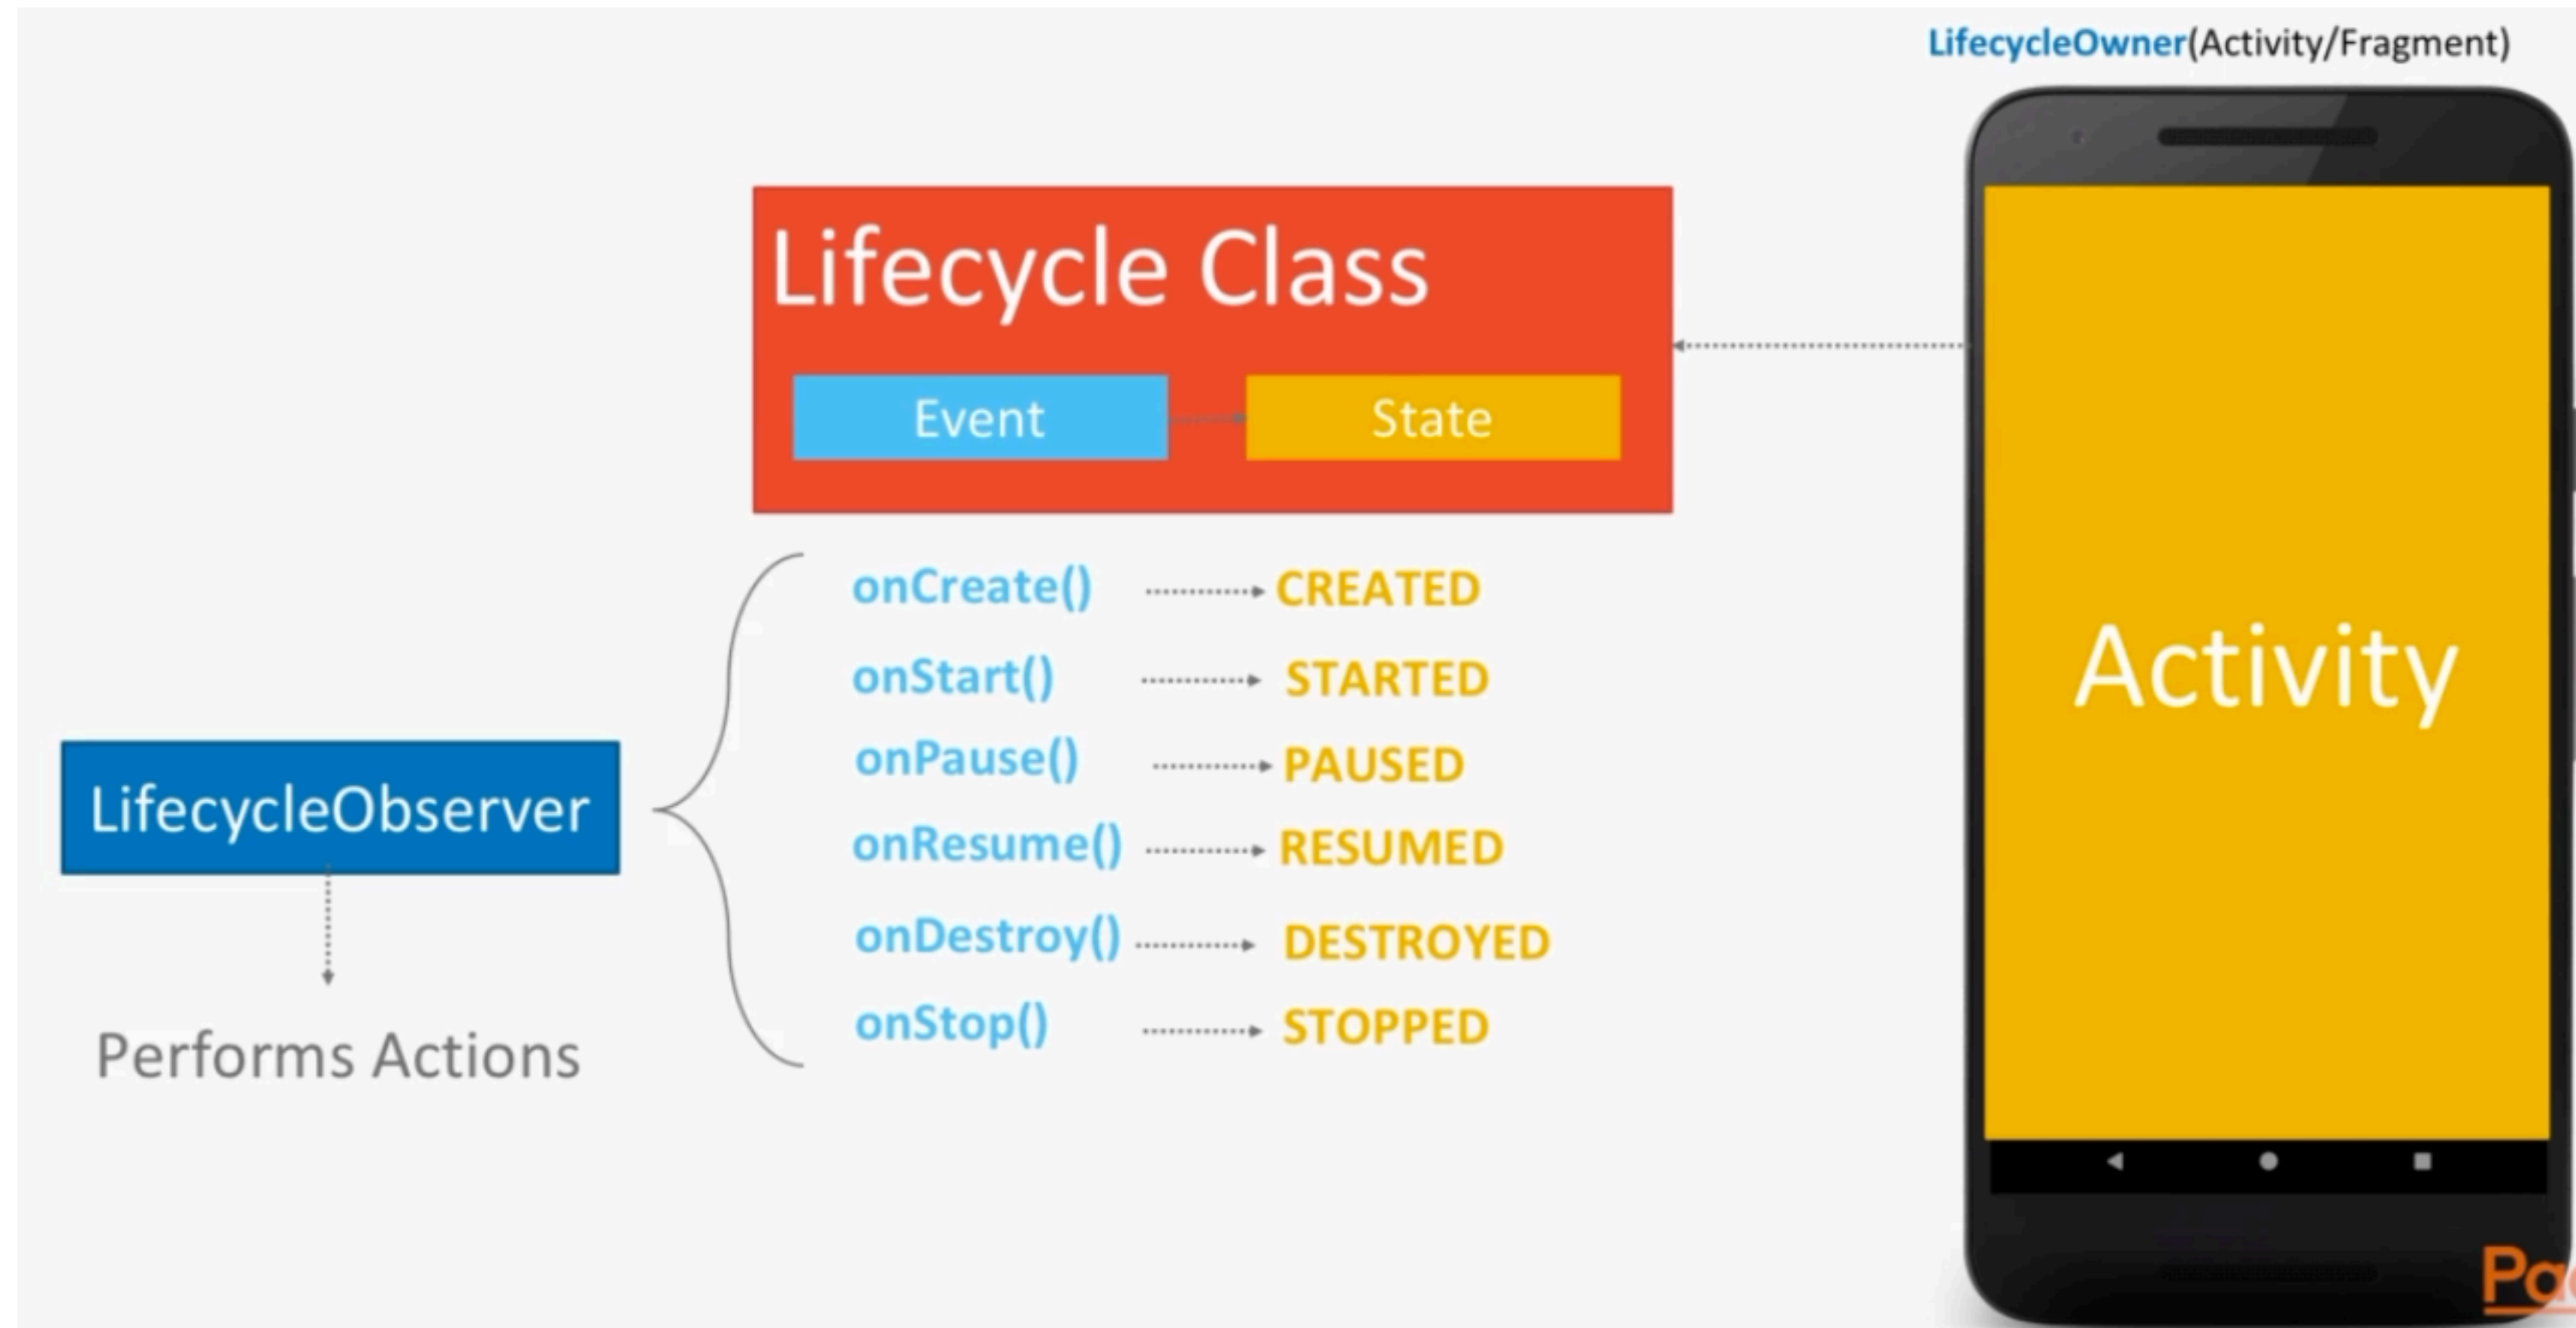 LifecycleOwner(Activity/Fragment)
Lifecycle Class
Event
State
onCreate()
CREATED
onStart()
STARTED
onPause()
PAUSED
onResume()
RESUMED
onDestroy()
DESTROYED
onStop()
STOPPED
LifecycleObserver
Performs Actions
Activity